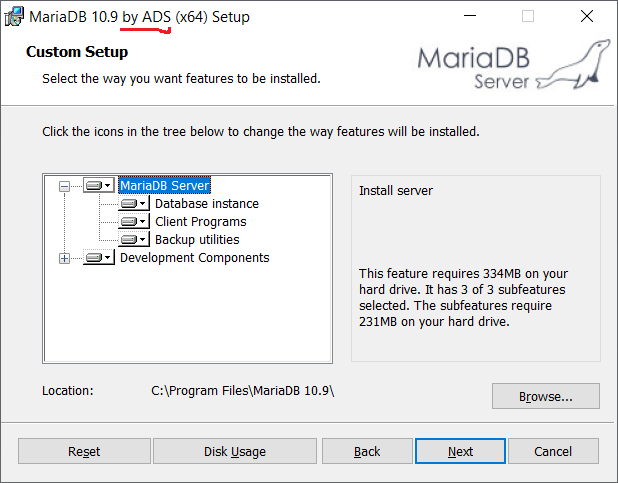 MariaDB 10.9 by ADS (x64) Setup
Custom Setup
Select the way you want features to be installed.
MariaDB
Server
Click the icons in the tree below to change the way features will be installed.
MariaDB Server
Database instance
Client Programs
Backup utilities
Development Components
Install server
This feature requires 334MB on your
hard drive. It has 3 of 3 subfeatures
selected. The subfeatures require
231MB on your hard drive.
Location:
C:\Program Files\MariaDB 10.9\
Browse...
Reset
Disk Usage
Back
Next
Cancel